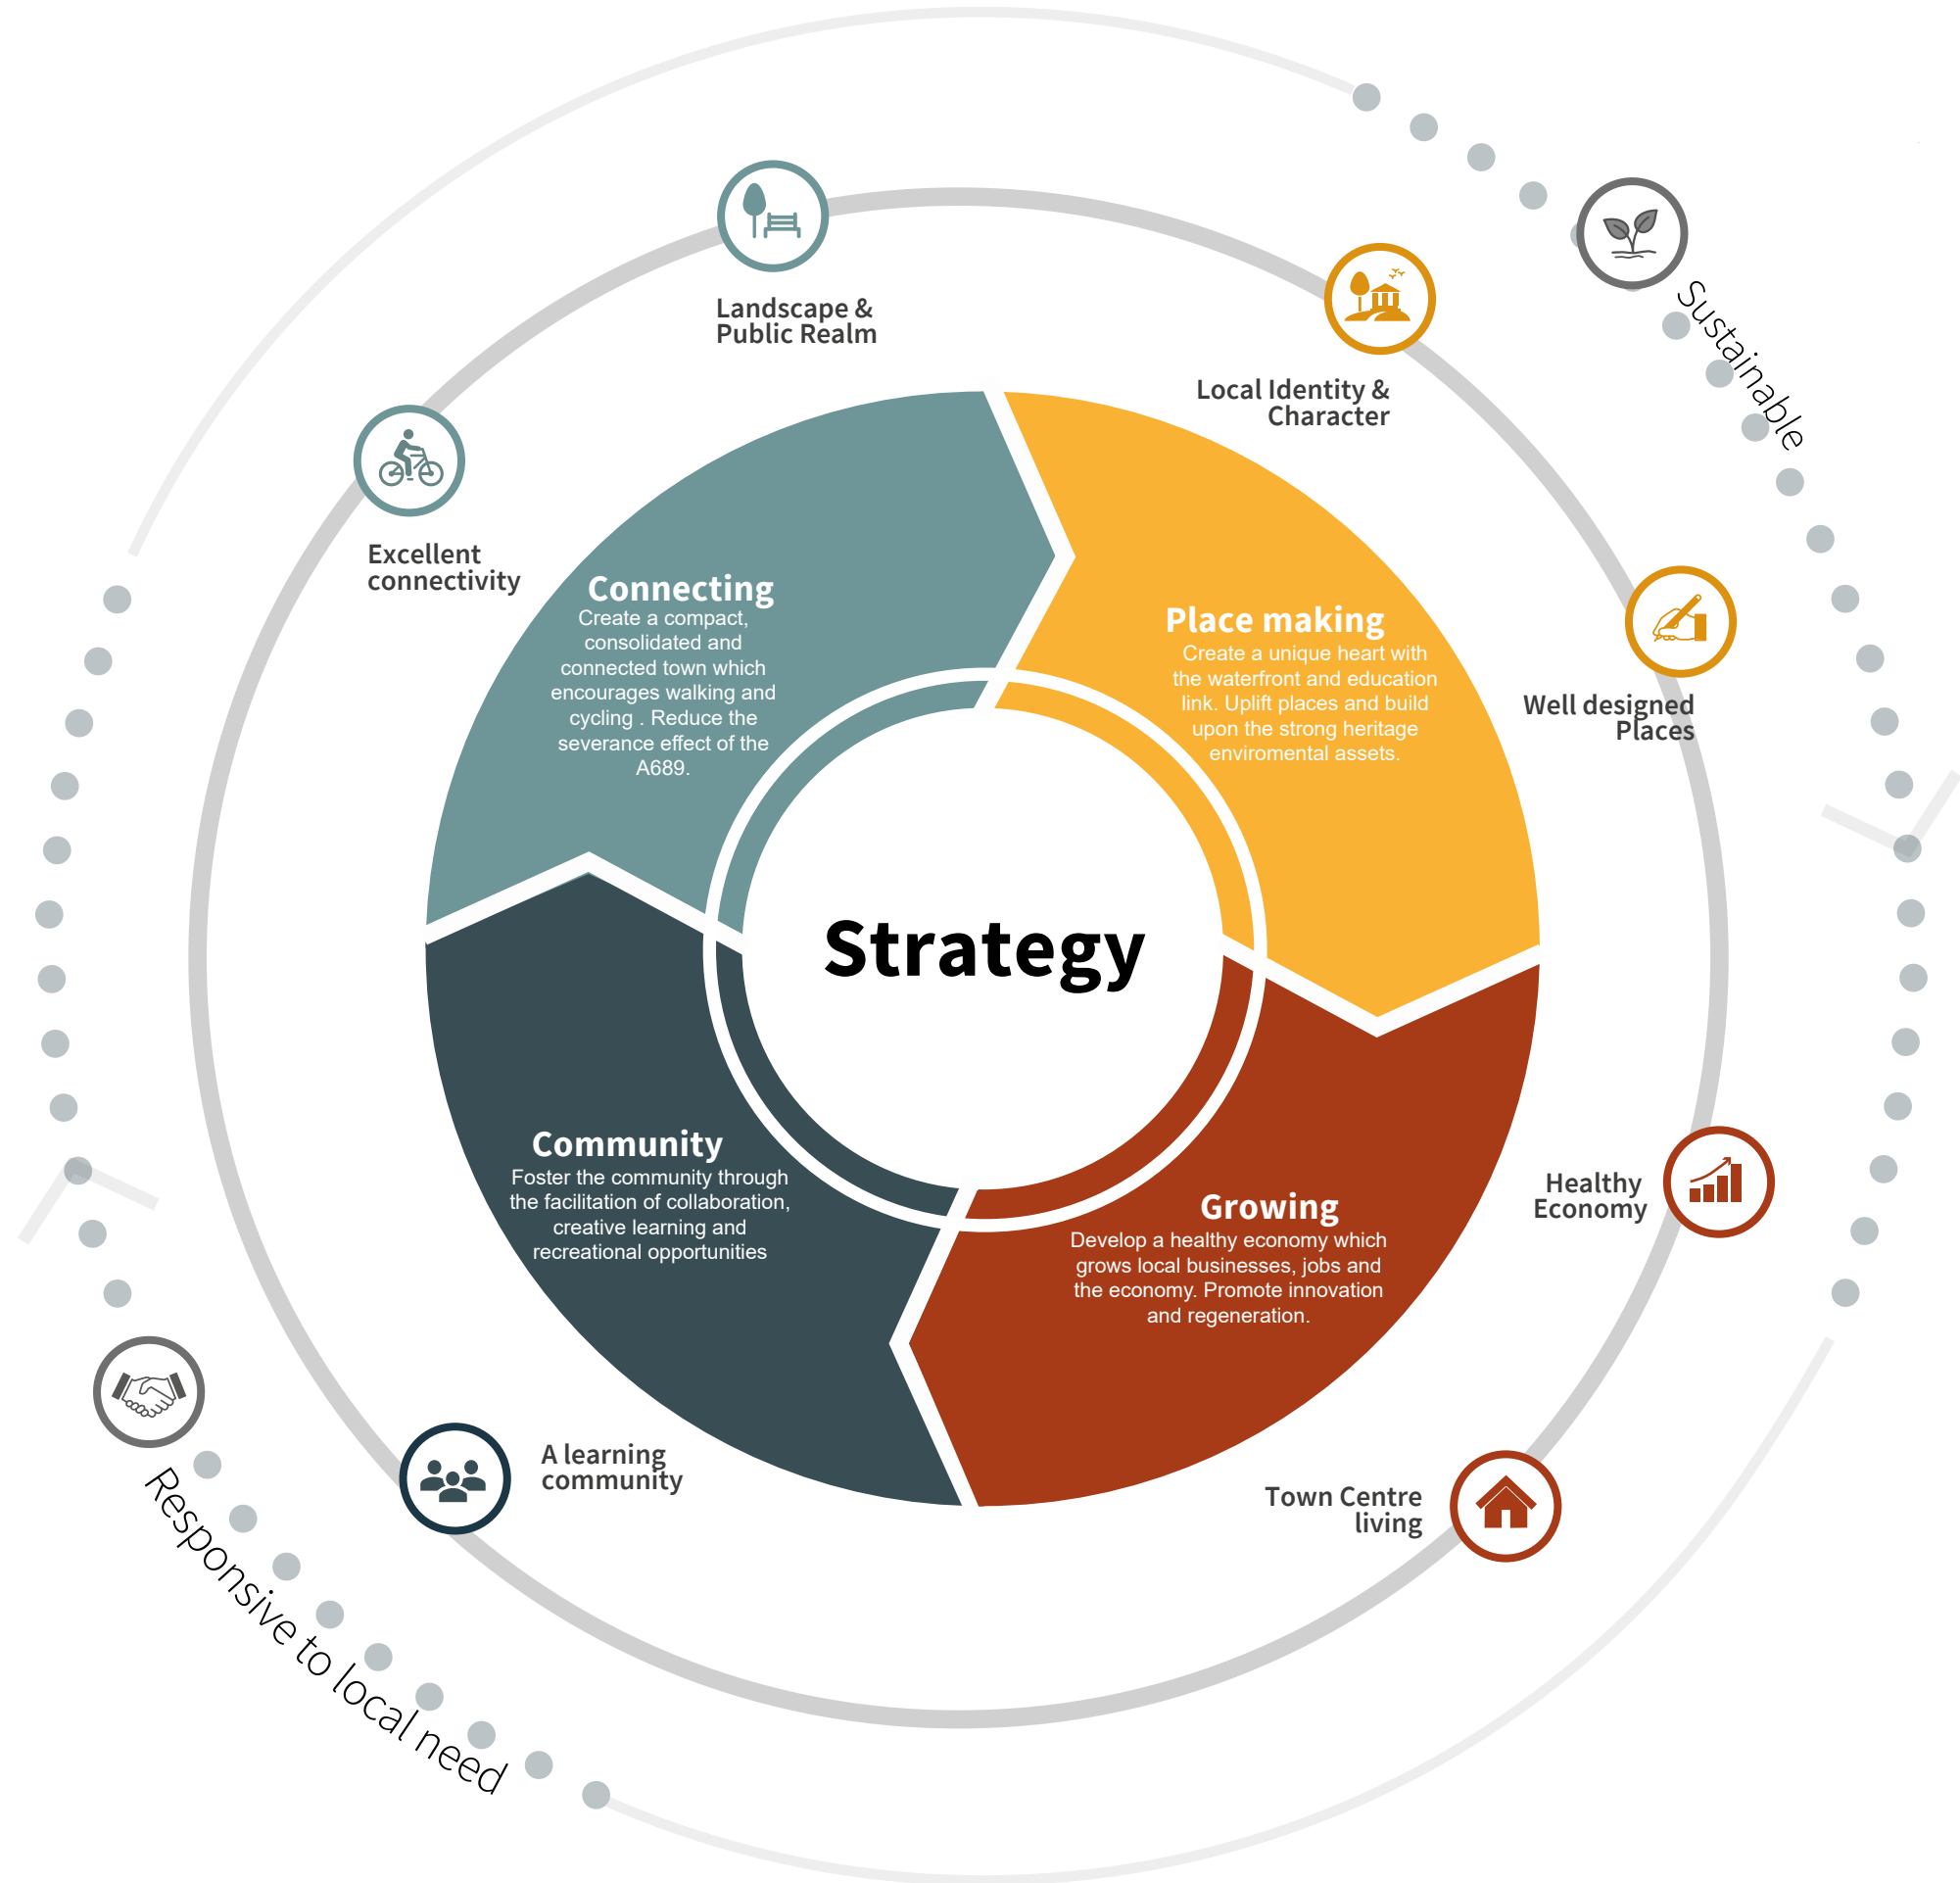 Landscape &
Public Realm
Local Identity &
Character
Sustainable
Excellent
connectivity
Connecting
Create a compact,
consolidated and
connected town which
encourages walking and
cycling . Reduce the
severance effect of the
A689.
Place making
Create a unique heart with
the waterfront and education
link. Uplift places and build
upon the strong heritage
enviromental assets.
Well designed
Places
Strategy
Community
Foster the community through
the facilitation of collaboration,
creative learning and
recreational opportunities
Growing
Develop a healthy economy which
grows local businesses, jobs and
the economy. Promote innovation
and regeneration.
Healthy
Economy
A learning
community
Town Centre
living
Responsive to local need